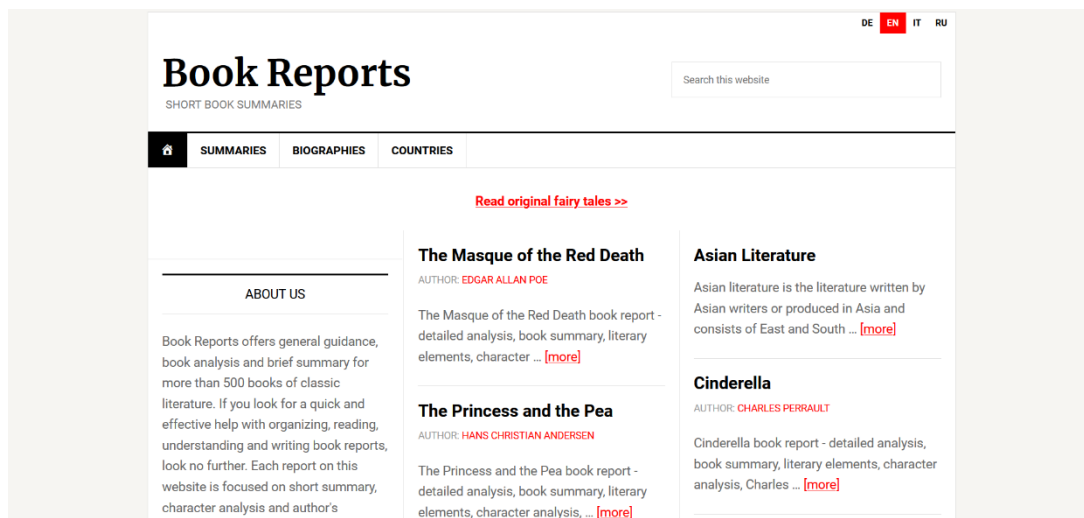 DE EN IT RU
Book Reports
SHORT BOOK SUMMARIES
Search this website
SUMMARIES BIOGRAPHIES COUNTRIES
Read original fairy tales >>
ABOUT US
Book Reports offers general guidance,
book analysis and brief summary for
more than 500 books of classic
literature. If you look for a quick and
effective help with organizing, reading,
understanding and writing book reports,
look no further. Each report on this
website is focused on short summary,
character analysis and author's
The Masque of the Red Death
AUTHOR: EDGAR ALLAN POE
The Masque of the Red Death book report -
detailed analysis, book summary, literary
elements, character ... [more]
The Princess and the Pea
AUTHOR: HANS CHRISTIAN ANDERSEN
The Princess and the Pea book report -
detailed analysis, book summary, literary
elements, character analysis, ... [more]
Asian Literature
Asian literature is the literature written by
Asian writers or produced in Asia and
consists of East and South ... [more]
Cinderella
AUTHOR: CHARLES PERRAULT
Cinderella book report - detailed analysis,
book summary, literary elements, character
analysis, Charles ... [more]